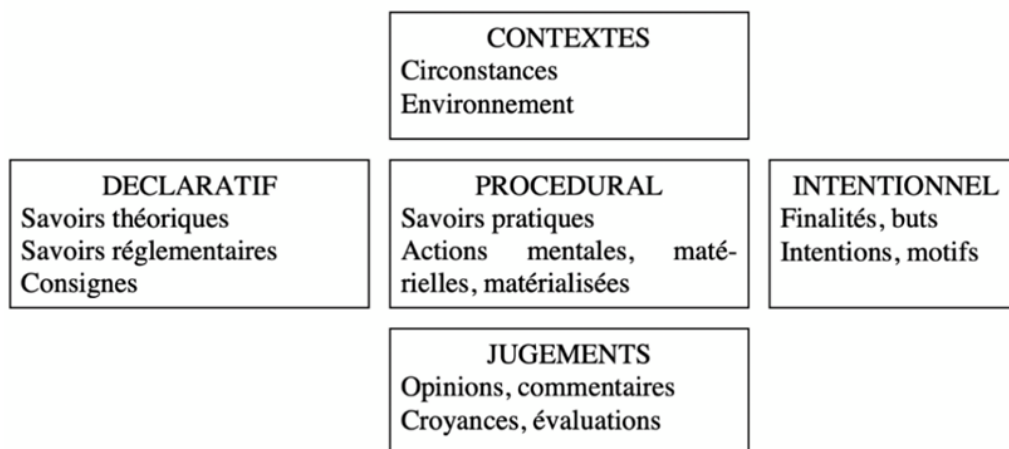 CONTEXTES
Circonstances
Environnement
DECLARATIF
Savoirs théoriques
Savoirs réglementaires
Consignes
PROCEDURAL
Savoirs pratiques
Actions mentales, maté-
rielles, matérialisées
INTENTIONNEL
Finalités, buts
Intentions, motifs
JUGEMENTS
Opinions, commentaires
Croyances, évaluations